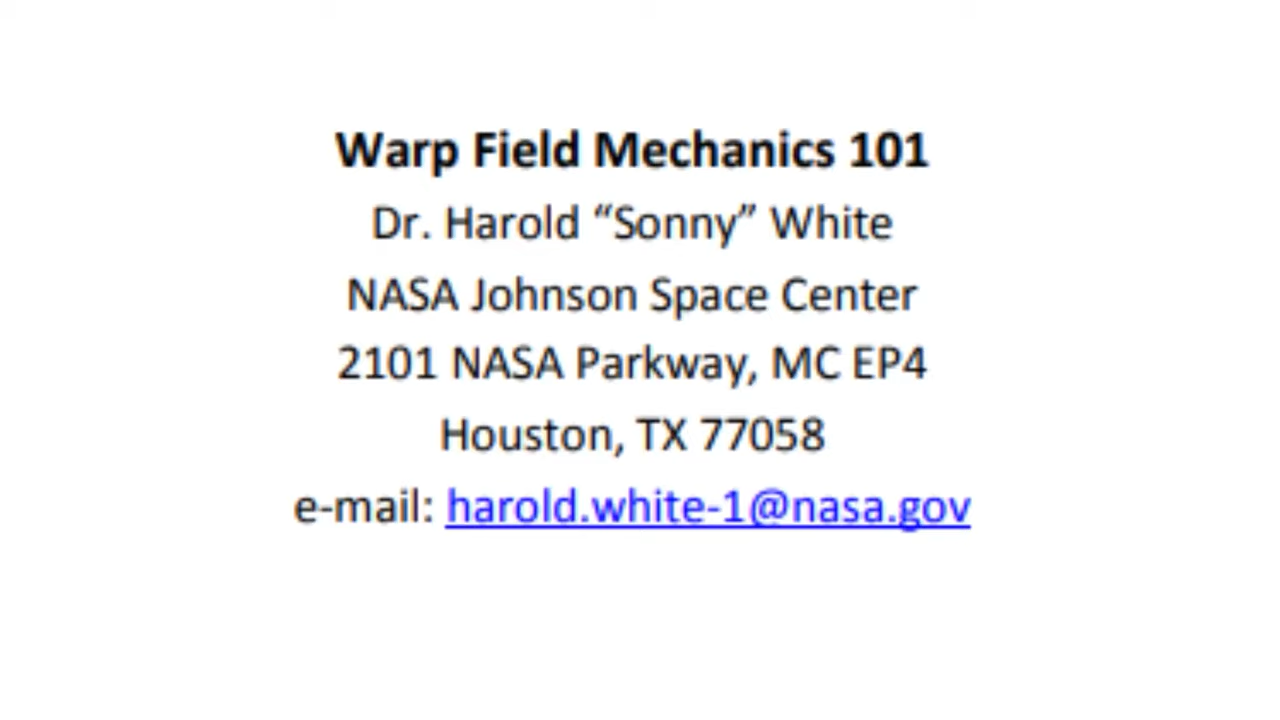 Warp Field Mechanics 101
Dr. Harold “Sonny” White
NASA Johnson Space Center
2101 NASA Parkway, MC EP4
Houston, TX 77058
e-mail: harold.white-1@nasa.gov